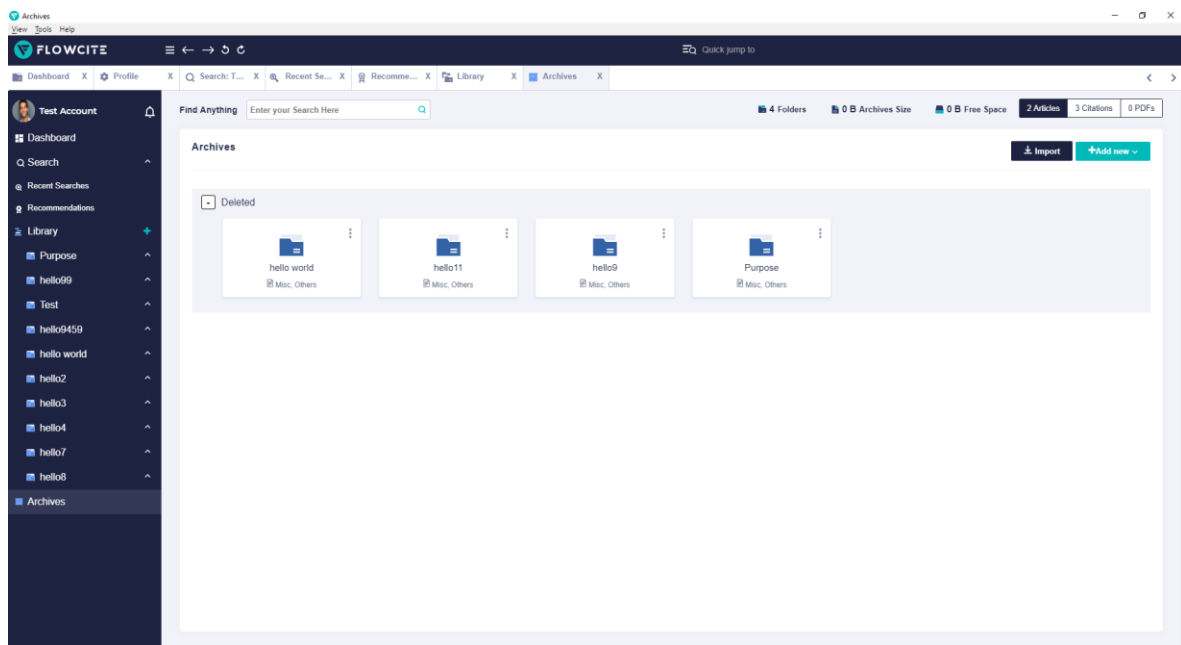 Archives
View Tools Help
FLOWCITE
Quick jump to
Dashboard X Profile X Search: T... X Recent Se... X Recomme... X Library X Archives X
Test Account
Dashboard
Search
Recent Searches
Recommendations
Library
Purpose
hello99
Test
hello9459
hello world
hello2
hello3
hello4
hello7
hello8
Archives
Find Anything Enter your Search Here 4 Folders 0 B Archives Size 0 B Free Space 2 Articles 3 Citations 0 PDFs
Archives
Import +Add new
Deleted
hello world hello11 hello9 Purpose
Misc, Others Misc, Others Misc, Others Misc, Others